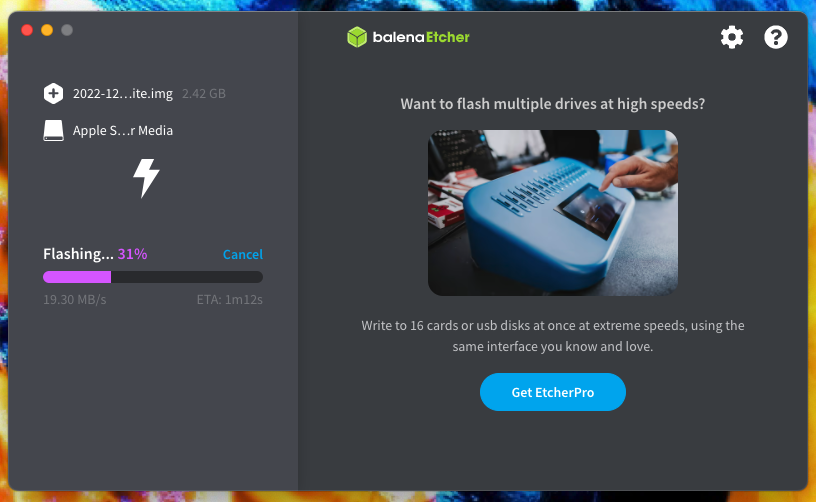 balenaEtcher
2022-12...ite.img 2.42 GB
Apple S...r Media
Flashing... 31% Cancel
19.30 MB/s ETA: 1m12s
Want to flash multiple drives at high speeds?
Write to 16 cards or usb disks at once at extreme speeds, using the
same interface you know and love.
Get EtcherPro